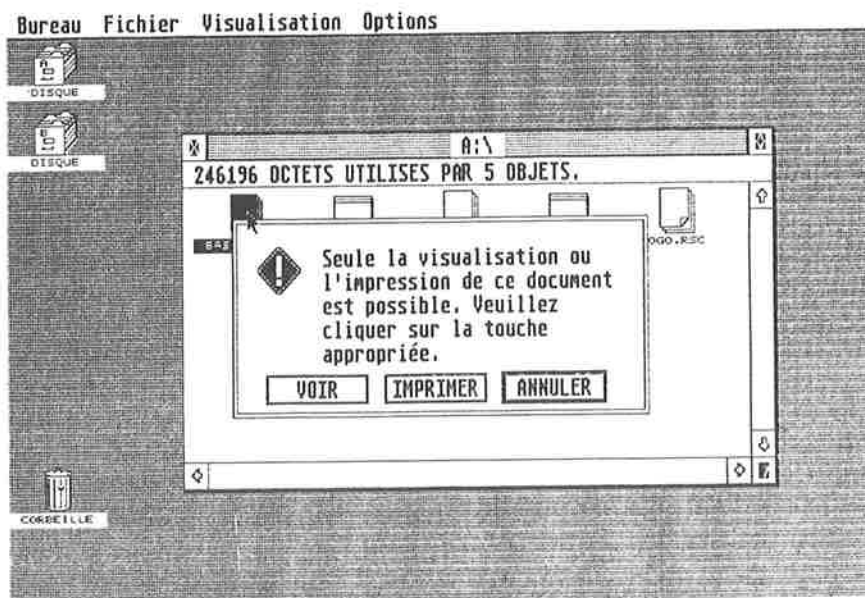 Bureau Fichier Visualisation Options
A
DISQUE
B
DISQUE
A:\
246196 OCTETS UTILISES PAR 5 OBJETS.
BAS
OGO.RSC
Seule la visualisation ou
l'impression de ce document
est possible. Veuillez
cliquer sur la touche
appropriée.
VOIR IMPRIMER ANNULER
CORBEILLE